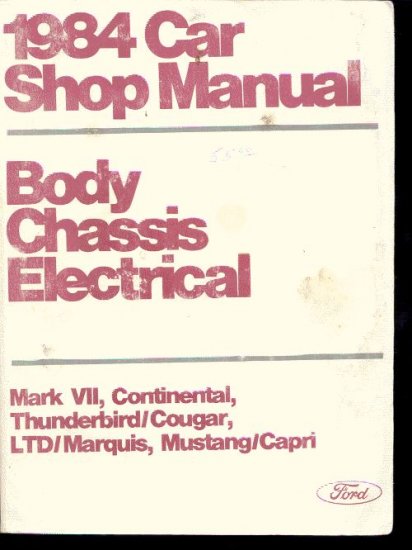 1984 Car
Shop Manual
Body
Chassis
Electrical
Mark VII, Continental,
Thunderbird/Cougar,
LTD/Marquis, Mustang/Capri
Ford